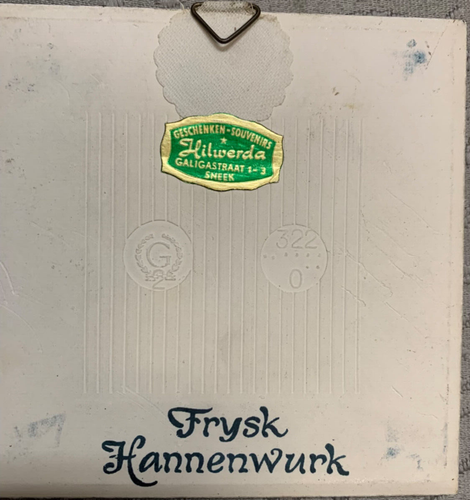 GESCHENKEN-SOUVENIRS
Hilwerda
GALIGASTRAAT 1-3
SNEEK
G
2
322
0
Frysk
Hannenwurk